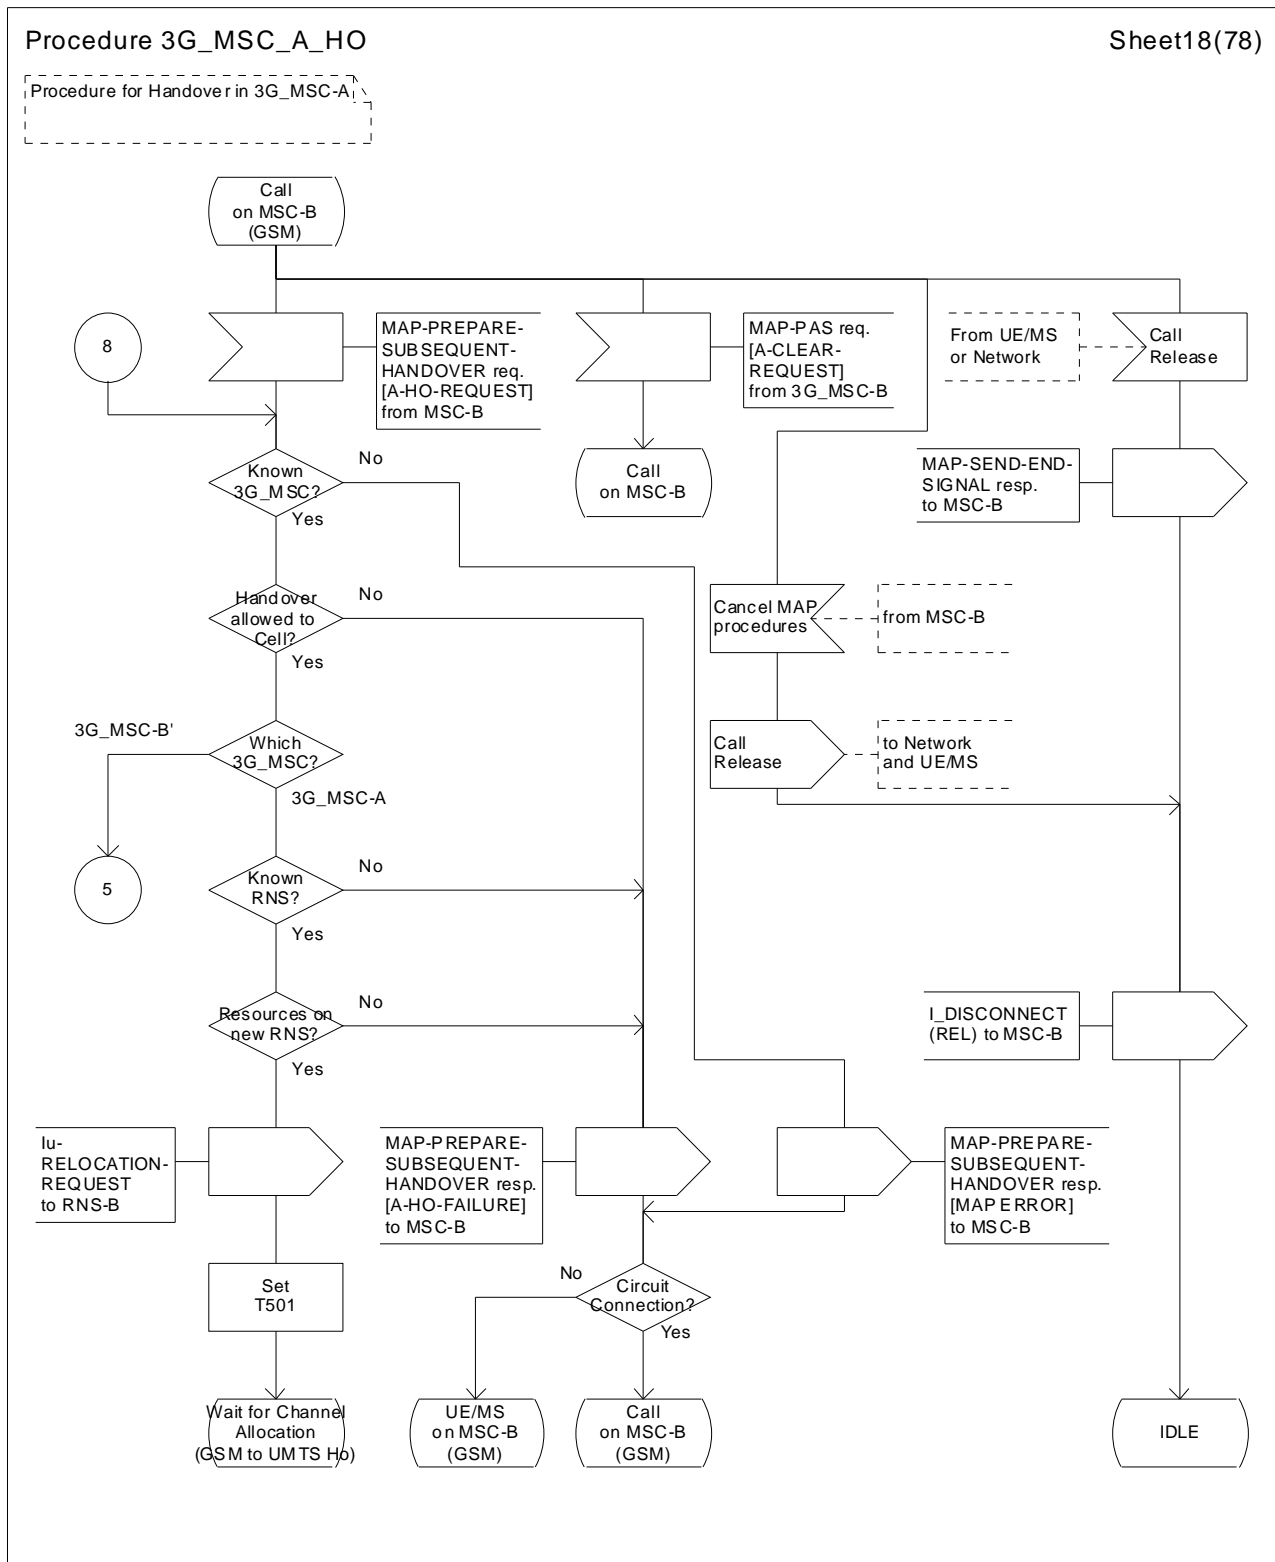 Procedure 3G_MSC_A_HO
Sheet18(78)
Procedure for Handover in 3G_MSC-A
Call
on MSC-B
(GSM)
8
MAP-PREPARE-
SUBSEQUENT-
HANDOVER req.
[A-HO-REQUEST]
from MSC-B
MAP-PAS req.
[A-CLEAR-
REQUEST]
from 3G_MSC-B
From UE/MS
or Network
Call
Release
Known
3G_MSC?
No
Yes
Call
on MSC-B
MAP-SEND-END-
SIGNAL resp.
to MSC-B
Handover
allowed to
Cell?
No
Yes
Cancel MAP
procedures
from MSC-B
3G_MSC-B'
Which
3G_MSC?
3G_MSC-A
Call
Release
to Network
and UE/MS
5
Known
RNS?
No
Yes
Resources on
new RNS?
No
Yes
I_DISCONNECT
(REL) to MSC-B
Iu-
RELOCATION-
REQUEST
to RNS-B
MAP-PREPARE-
SUBSEQUENT-
HANDOVER resp.
[A-HO-FAILURE]
to MSC-B
MAP-PREPARE-
SUBSEQUENT-
HANDOVER resp.
[MAP ERROR]
to MSC-B
Set
T501
No
Circuit
Connection?
Yes
Wait for Channel
Allocation
(GSM to UMTS Ho)
UE/MS
on MSC-B
(GSM)
Call
on MSC-B
(GSM)
IDLE